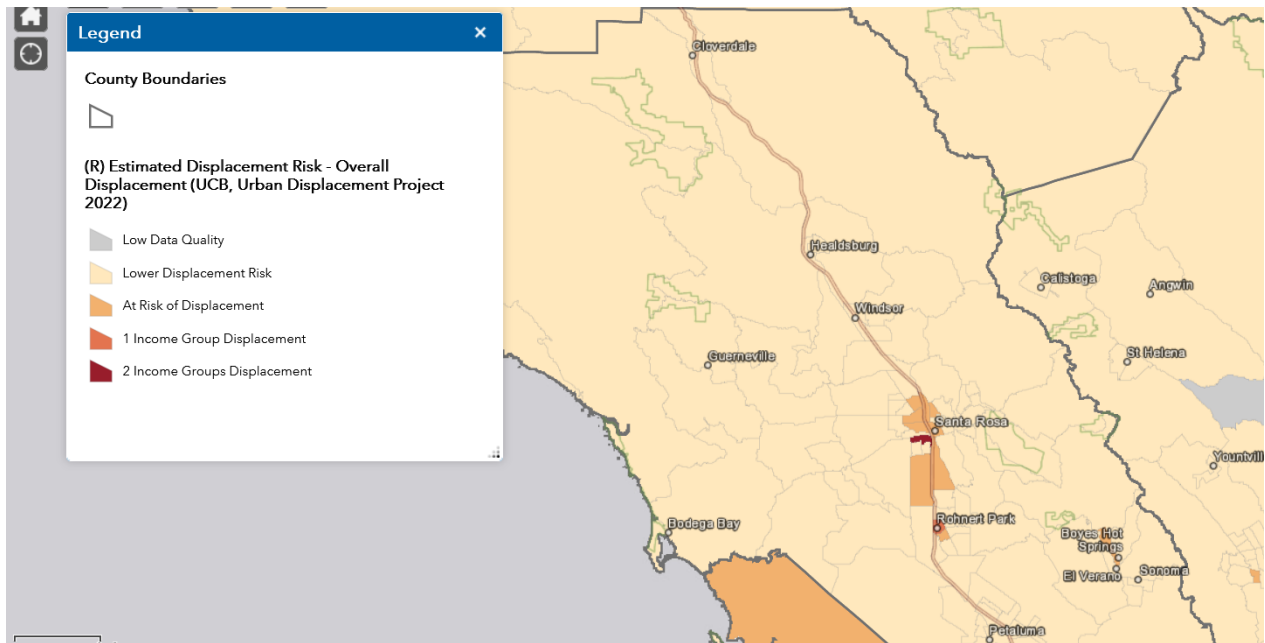 Legend
×
County Boundaries
(R) Estimated Displacement Risk - Overall
Displacement (UCB, Urban Displacement Project
2022)
Low Data Quality
Lower Displacement Risk
At Risk of Displacement
1 Income Group Displacement
2 Income Groups Displacement
Cloverdale
Healdsburg
Calistoga
Angwin
Windsor
Guerneville
St Helena
Santa Rosa
Yountvill
Bodega Bay
Rohnert Park
Boyes Hot
Springs
El Verano
Sonoma
Petaluma